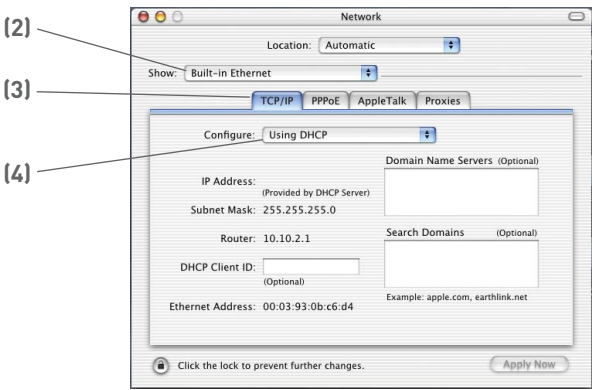 Network
Location: Automatic
(2)
Show: Built-in Ethernet
(3)
TCP/IP PPPoE AppleTalk Proxies
Configure: Using DHCP
(4)
Domain Name Servers (Optional)
IP Address:
(Provided by DHCP Server)
Subnet Mask: 255.255.255.0
Router: 10.10.2.1
Search Domains (Optional)
DHCP Client ID:
(Optional)
Example: apple.com, earthlink.net
Ethernet Address: 00:03:93:0b:c6:d4
Click the lock to prevent further changes.
Apply Now